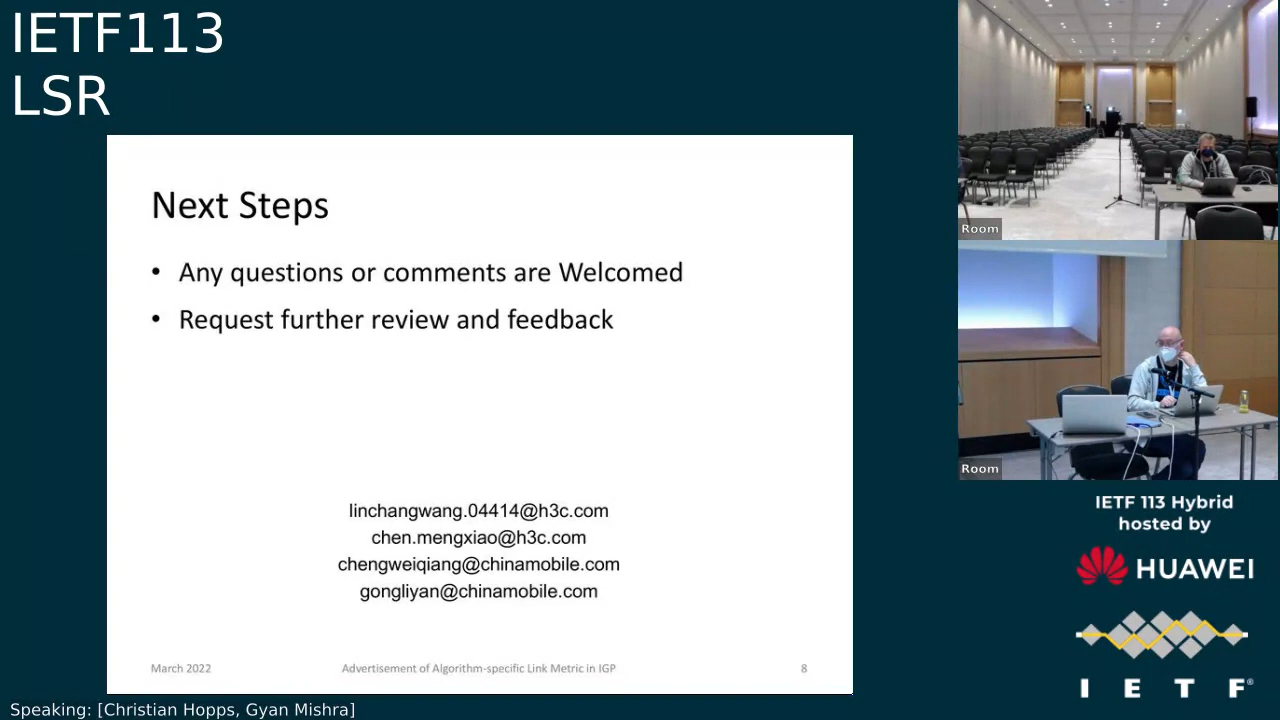 IETF113
LSR
Next Steps
• Any questions or comments are Welcomed
• Request further review and feedback
linchangwang.04414@h3c.com
chen.mengxiao@h3c.com
chengweiqiang@chinamobile.com
gongliyan@chinamobile.com
March 2022 Advertisement of Algorithm-specific Link Metric in IGP 8
Room
Room
IETF 113 Hybrid
hosted by
HUAWEI
I E T F®
Speaking: [Christian Hopps, Gyan Mishra]